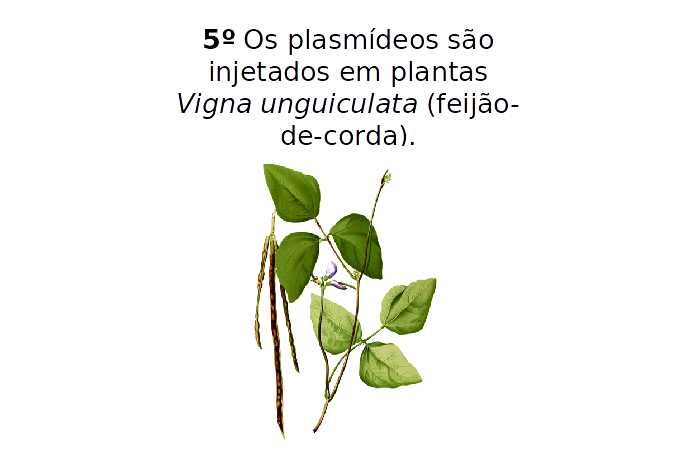 5º Os plasmídeos são
injetados em plantas
Vigna unguiculata (feijão-
de-corda).